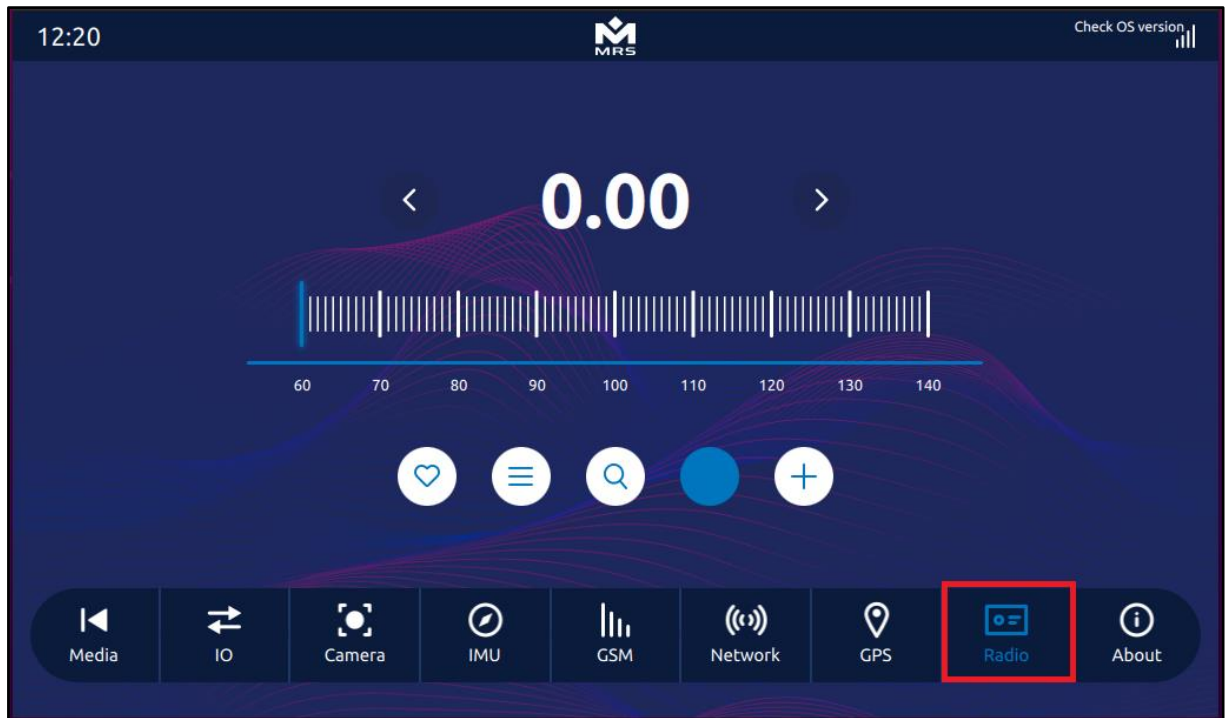 12:20
MRS
Check OS version
0.00
60 70 80 90 100 110 120 130 140
Media IO Camera IMU GSM Network GPS Radio About